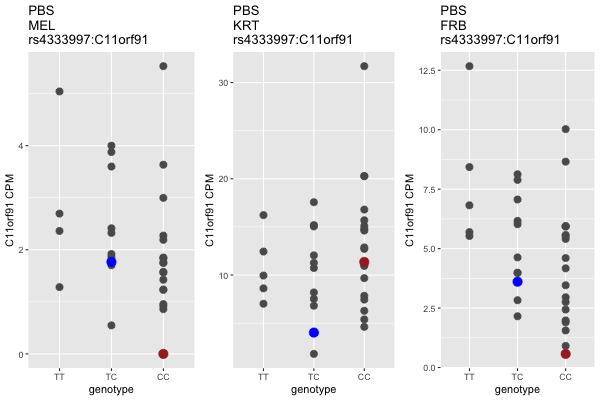 PBS
MEL
rs4333997:C11orf91
C11orf91 CPM
4
2
0
TT TC CC
genotype
PBS
KRT
rs4333997:C11orf91
C11orf91 CPM
30
20
10
TT TC CC
genotype
PBS
FRB
rs4333997:C11orf91
C11orf91 CPM
12.5
10.0
7.5
5.0
2.5
0.0
TT TC CC
genotype